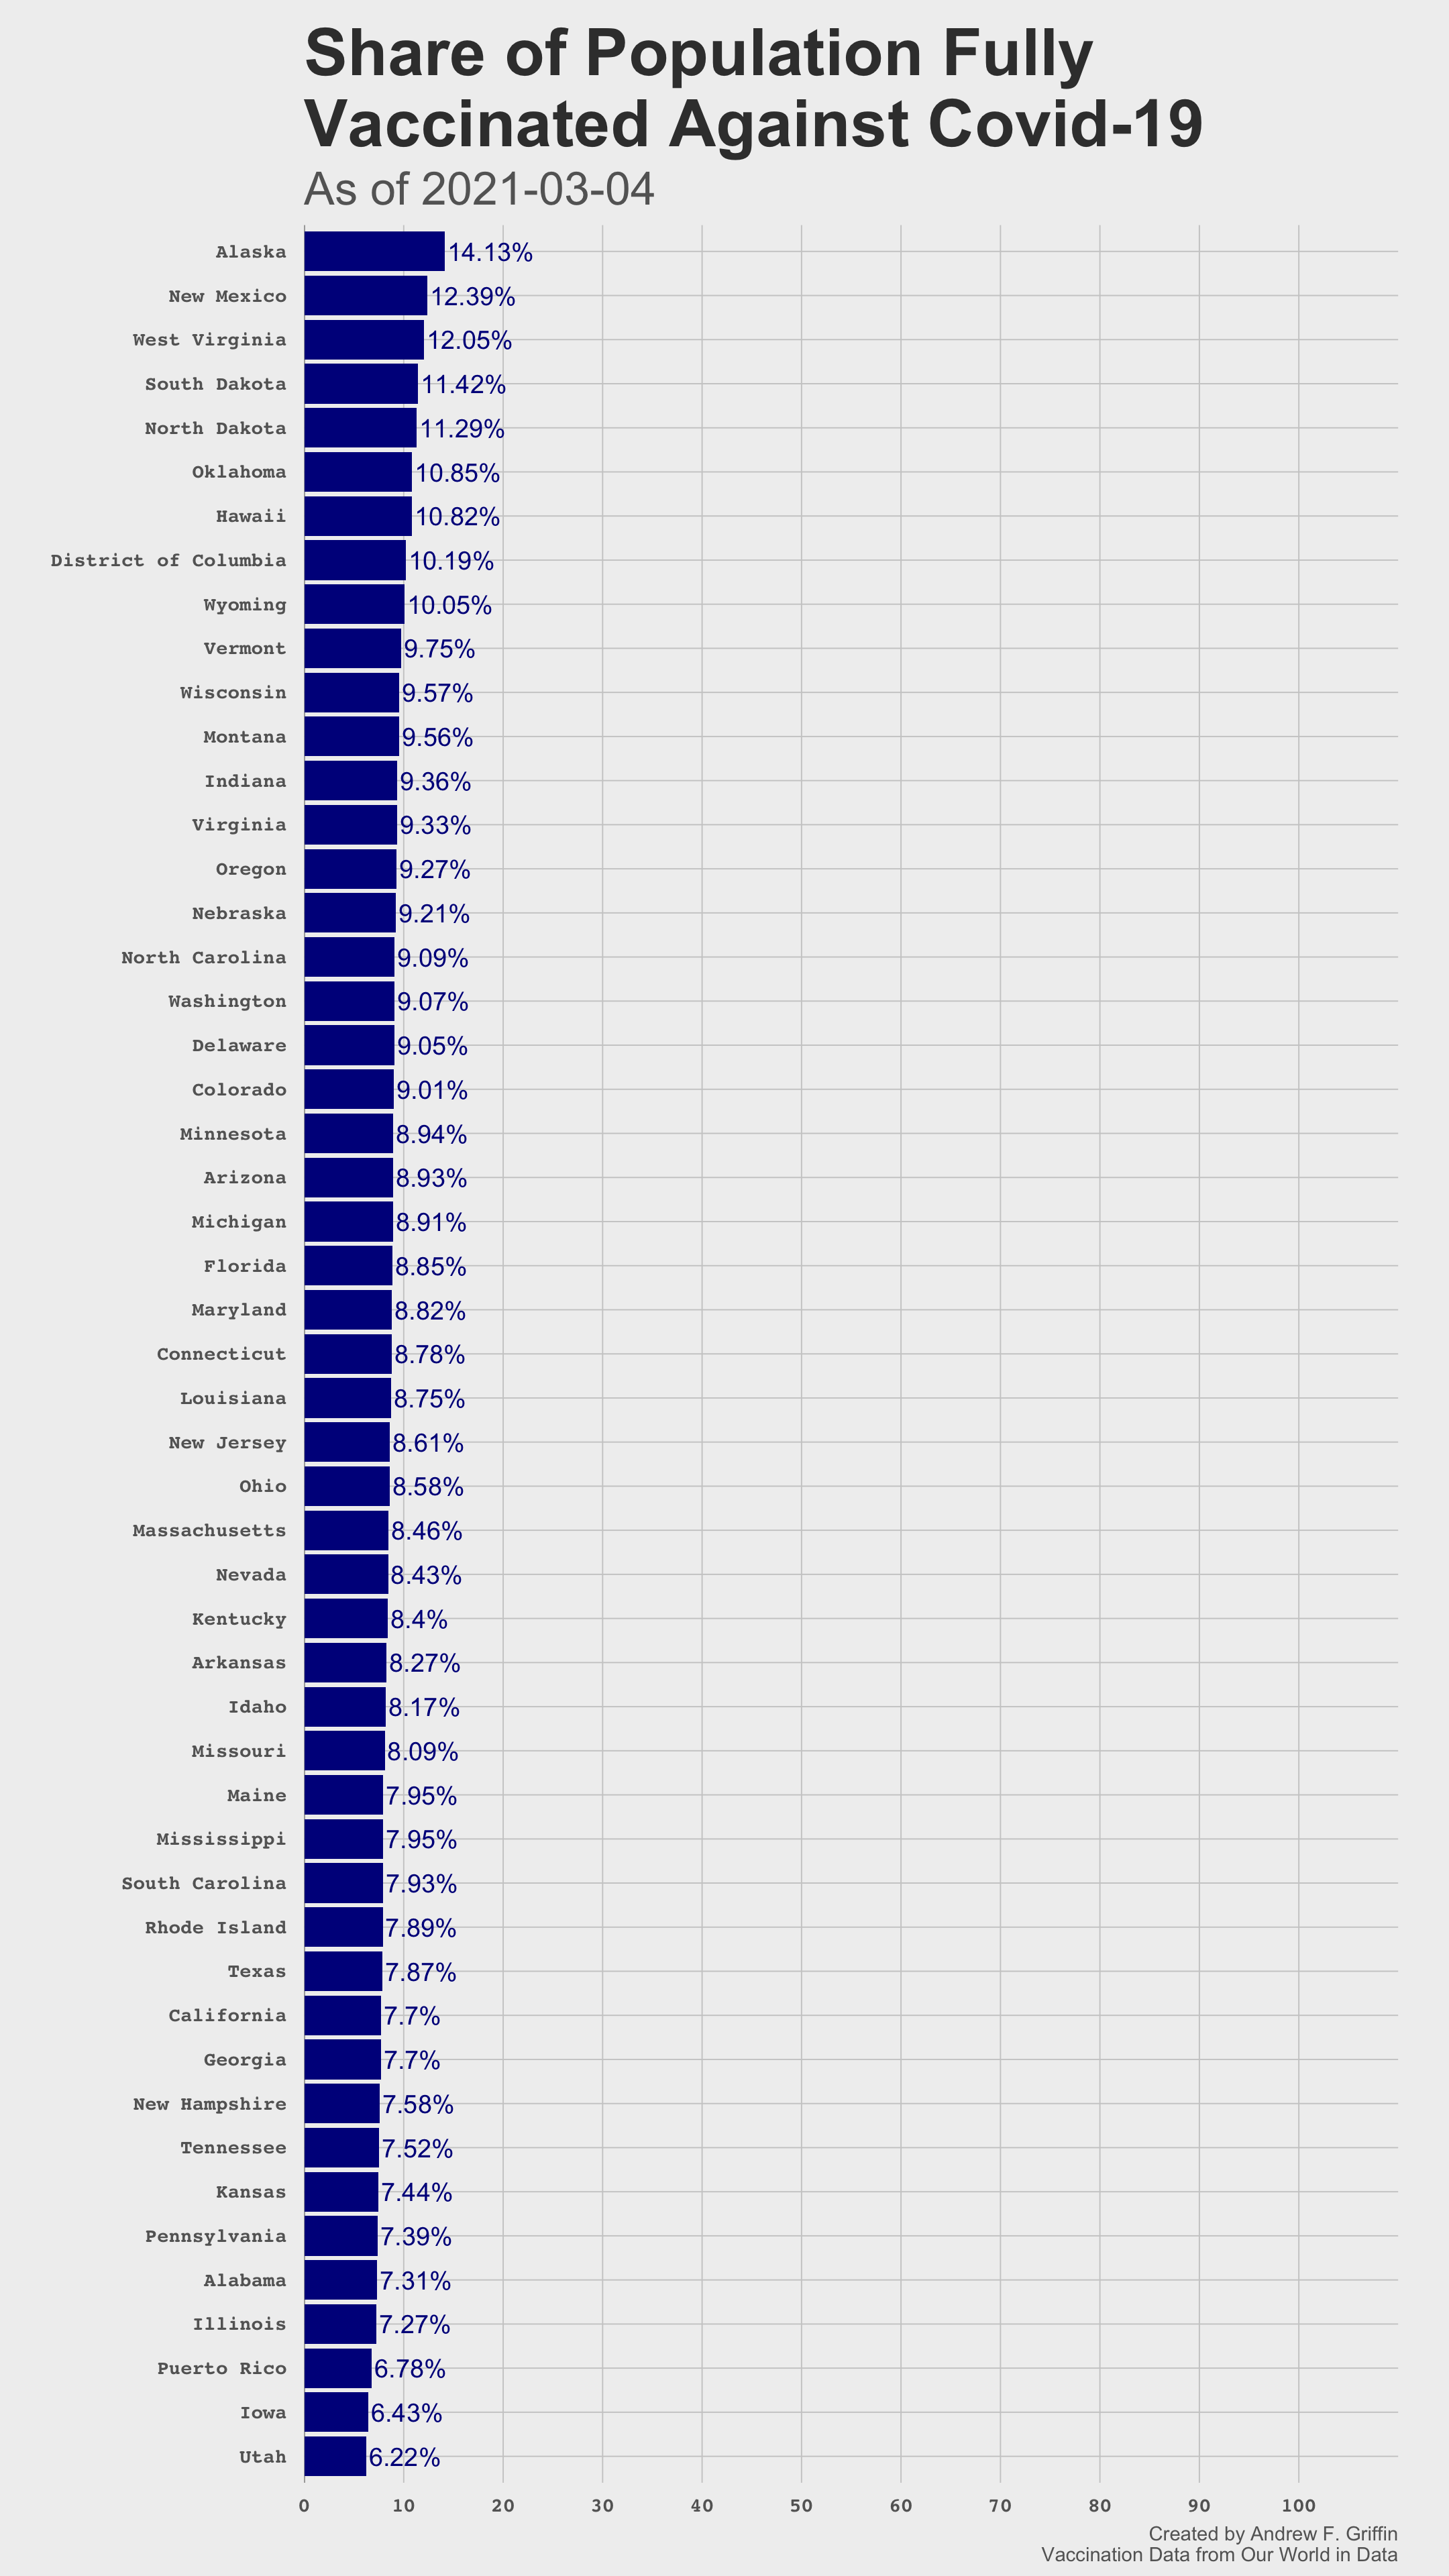 Share of Population Fully
Vaccinated Against Covid-19
As of 2021-03-04
Alaska 14.13%
New Mexico 12.39%
West Virginia 12.05%
South Dakota 11.42%
North Dakota 11.29%
Oklahoma 10.85%
Hawaii 10.82%
District of Columbia 10.19%
Wyoming 10.05%
Vermont 9.75%
Wisconsin 9.57%
Montana 9.56%
Indiana 9.36%
Virginia 9.33%
Oregon 9.27%
Nebraska 9.21%
North Carolina 9.09%
Washington 9.07%
Delaware 9.05%
Colorado 9.01%
Minnesota 8.94%
Arizona 8.93%
Michigan 8.91%
Florida 8.85%
Maryland 8.82%
Connecticut 8.78%
Louisiana 8.75%
New Jersey 8.61%
Ohio 8.58%
Massachusetts 8.46%
Nevada 8.43%
Kentucky 8.4%
Arkansas 8.27%
Idaho 8.17%
Missouri 8.09%
Maine 7.95%
Mississippi 7.95%
South Carolina 7.93%
Rhode Island 7.89%
Texas 7.87%
California 7.7%
Georgia 7.7%
New Hampshire 7.58%
Tennessee 7.52%
Kansas 7.44%
Pennsylvania 7.39%
Alabama 7.31%
Illinois 7.27%
Puerto Rico 6.78%
Iowa 6.43%
Utah 6.22%
0 10 20 30 40 50 60 70 80 90 100
Created by Andrew F. Griffin
Vaccination Data from Our World in Data